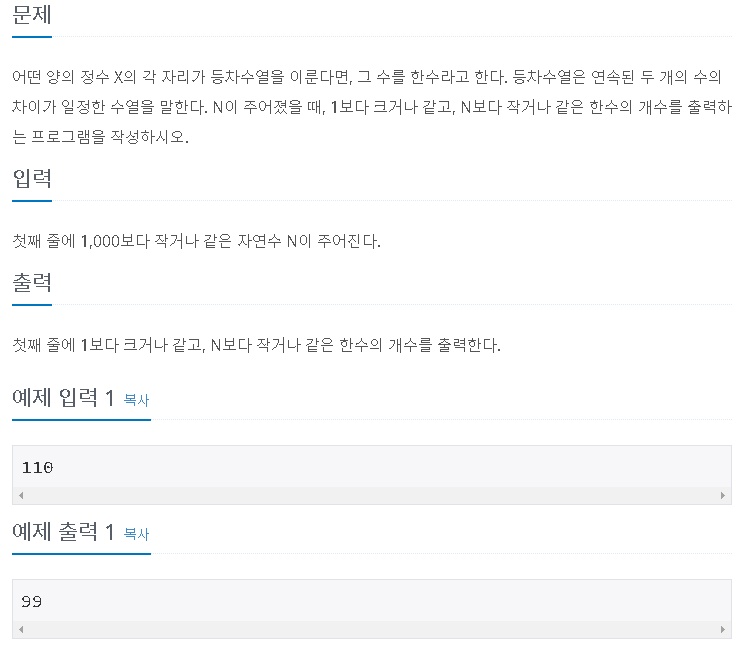 문제
어떤 양의 정수 X의 각 자리가 등차수열을 이룬다면, 그 수를 한수라고 한다. 등차수열은 연속된 두 개의 수의
차이가 일정한 수열을 말한다. N이 주어졌을 때, 1보다 크거나 같고, N보다 작거나 같은 한수의 개수를 출력하
는 프로그램을 작성하시오.
입력
첫째 줄에 1,000보다 작거나 같은 자연수 N이 주어진다.
출력
첫째 줄에 1보다 크거나 같고, N보다 작거나 같은 한수의 개수를 출력한다.
예제 입력 1 복사
110
예제 출력 1 복사
99